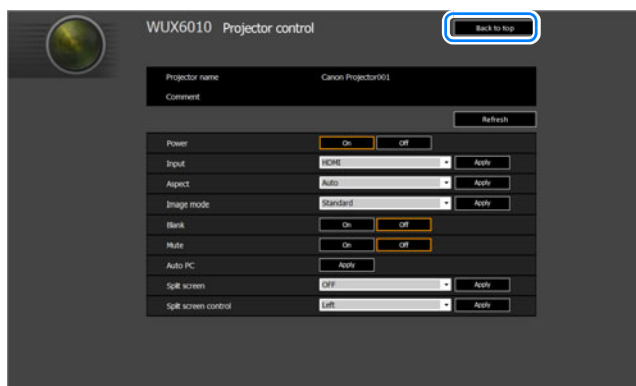 WUX6010 Projector control Back to top
Projector name Canon Projector001
Comment
Refresh
Power On Off
Input HDMI Apply
Aspect Auto Apply
Image mode Standard Apply
Blank On Off
Mute On Off
Auto PC Apply
Split screen OFF Apply
Split screen control Left Apply